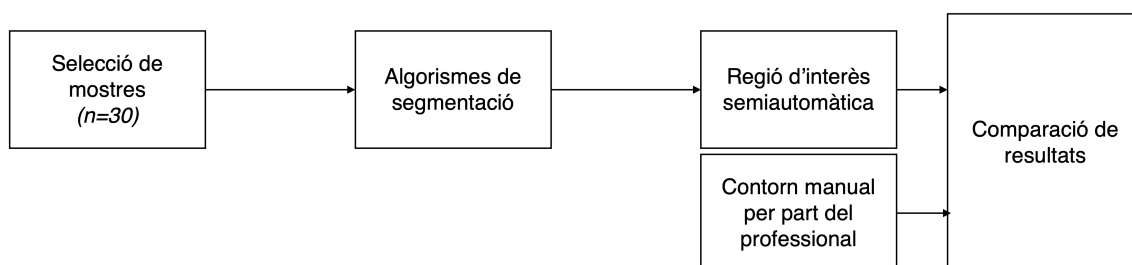 Selecció de
mostres
(n=30)
Algorismes de
segmentació
Regió d’interès
semiautomàtica
Contorn manual
per part del
professional
Comparació de
resultats